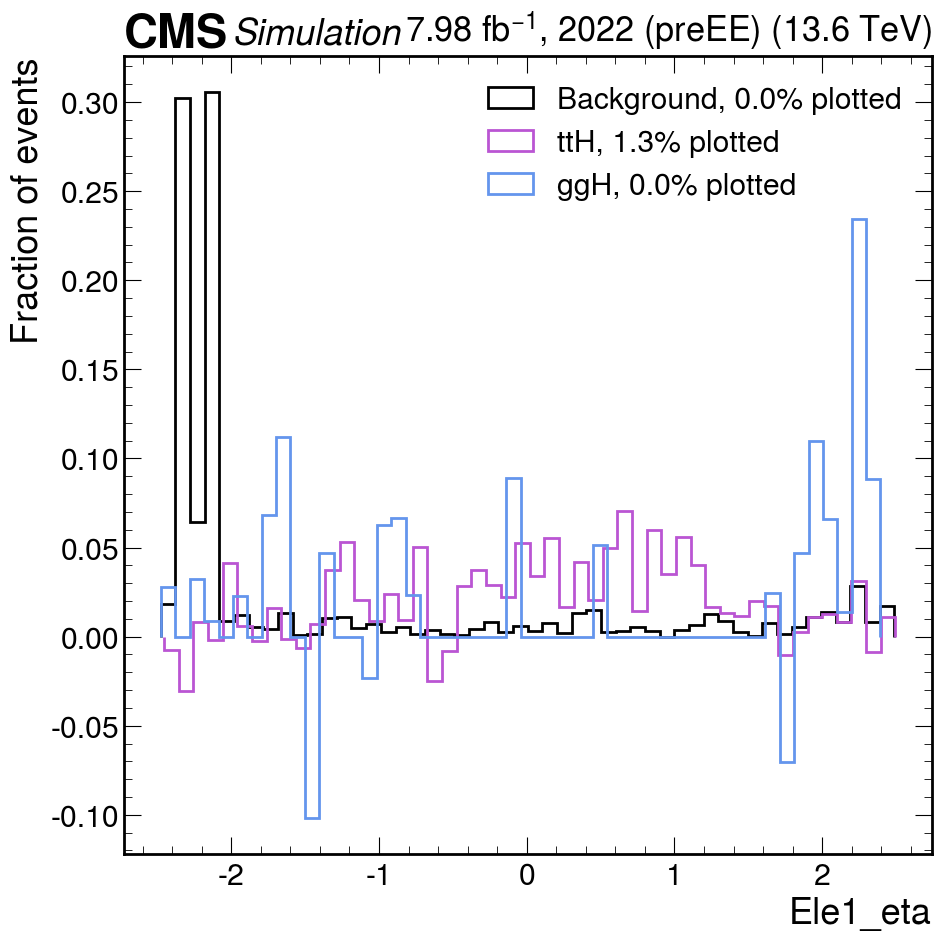 CMS Simulation 7.98 fb⁻¹, 2022 (preEE) (13.6 TeV)
Fraction of events
Background, 0.0% plotted
ttH, 1.3% plotted
ggH, 0.0% plotted
0.30
0.25
0.20
0.15
0.10
0.05
0.00
-0.05
-0.10
-2 -1 0 1 2
Ele1_eta